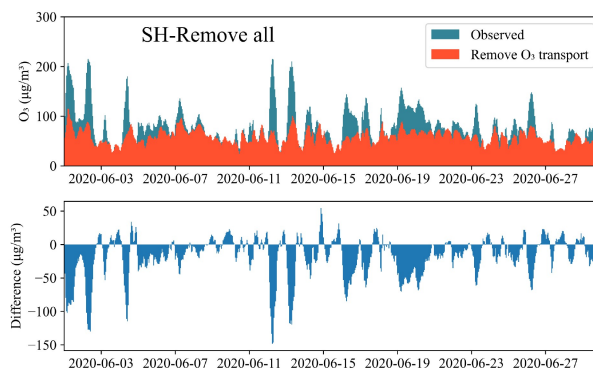 SH-Remove all
Observed
Remove O₃ transport
O₃ (μg/m³)
300
200
100
0
2020-06-03 2020-06-07 2020-06-11 2020-06-15 2020-06-19 2020-06-23 2020-06-27
Difference (μg/m³)
50
0
−50
−100
−150
2020-06-03 2020-06-07 2020-06-11 2020-06-15 2020-06-19 2020-06-23 2020-06-27